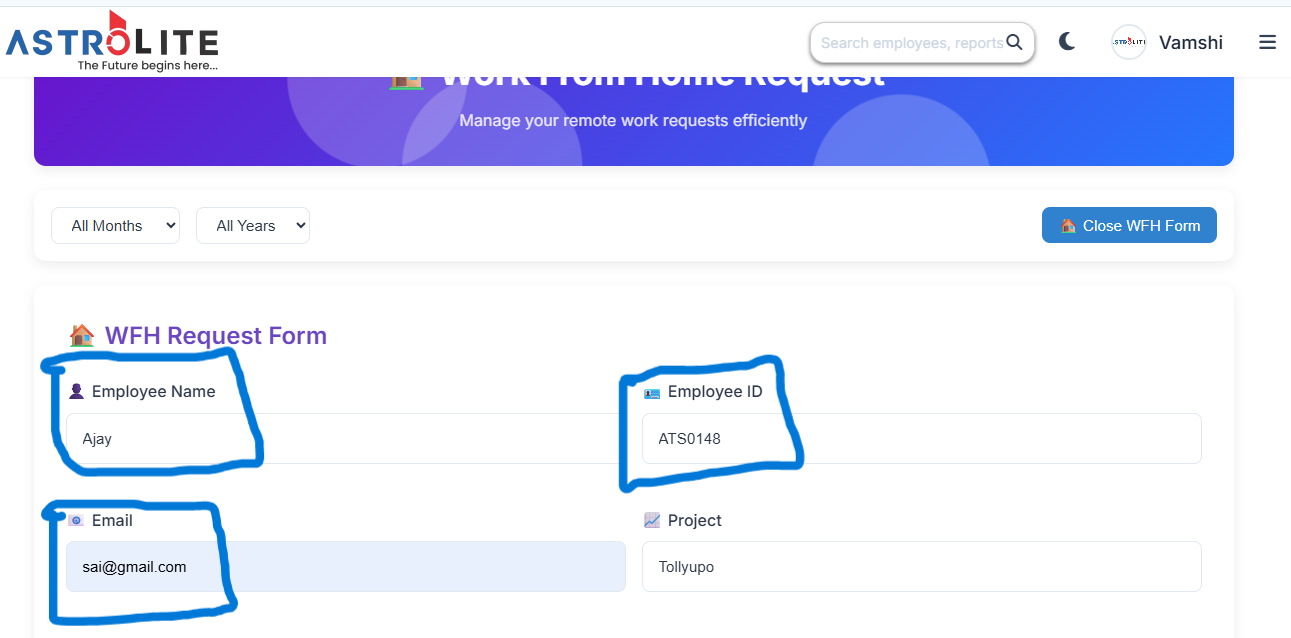 ASTROLITE
The Future begins here...
Search employees, reports
ASTROLITE
Vamshi
Work From Home Request
Manage your remote work requests efficiently
All Months
All Years
Close WFH Form
WFH Request Form
Employee Name
Employee ID
Ajay
ATS0148
Email
Project
sai@gmail.com
Tollyupo